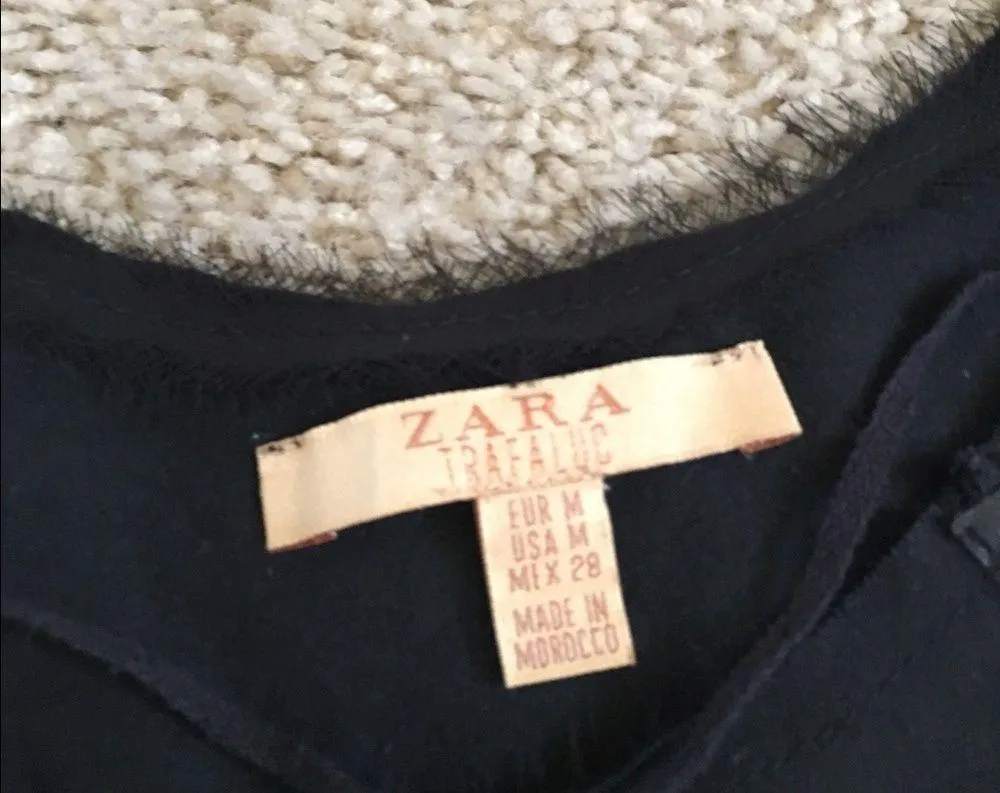 ZARA
TRAFALUC
EUR M
USA M
MEX 28
MADE IN
MOROCCO